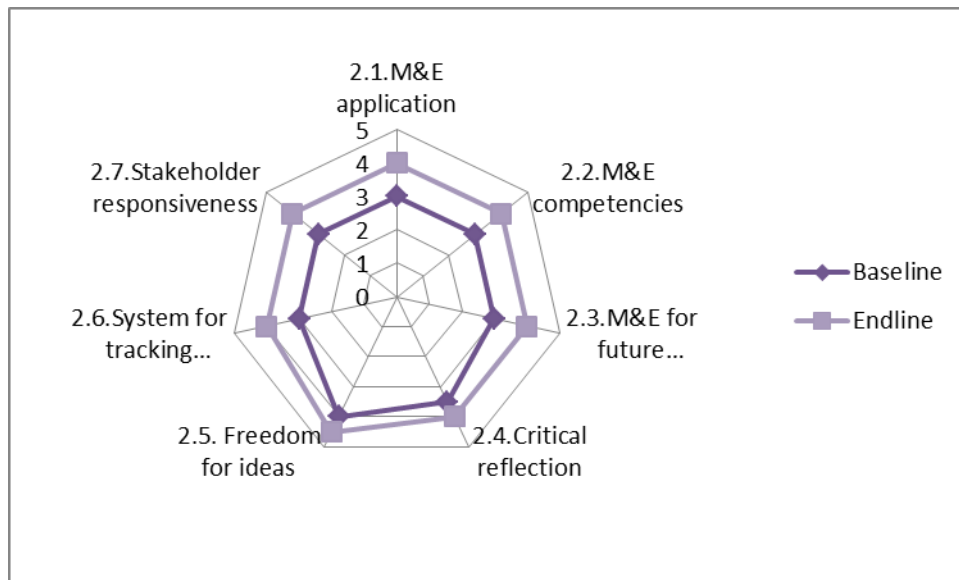 2.1.M&E
application
5
4
3
2
1
0
2.2.M&E
competencies
2.3.M&E for
future...
2.4.Critical
reflection
2.5. Freedom
for ideas
2.6.System for
tracking...
2.7.Stakeholder
responsiveness
Baseline
Endline